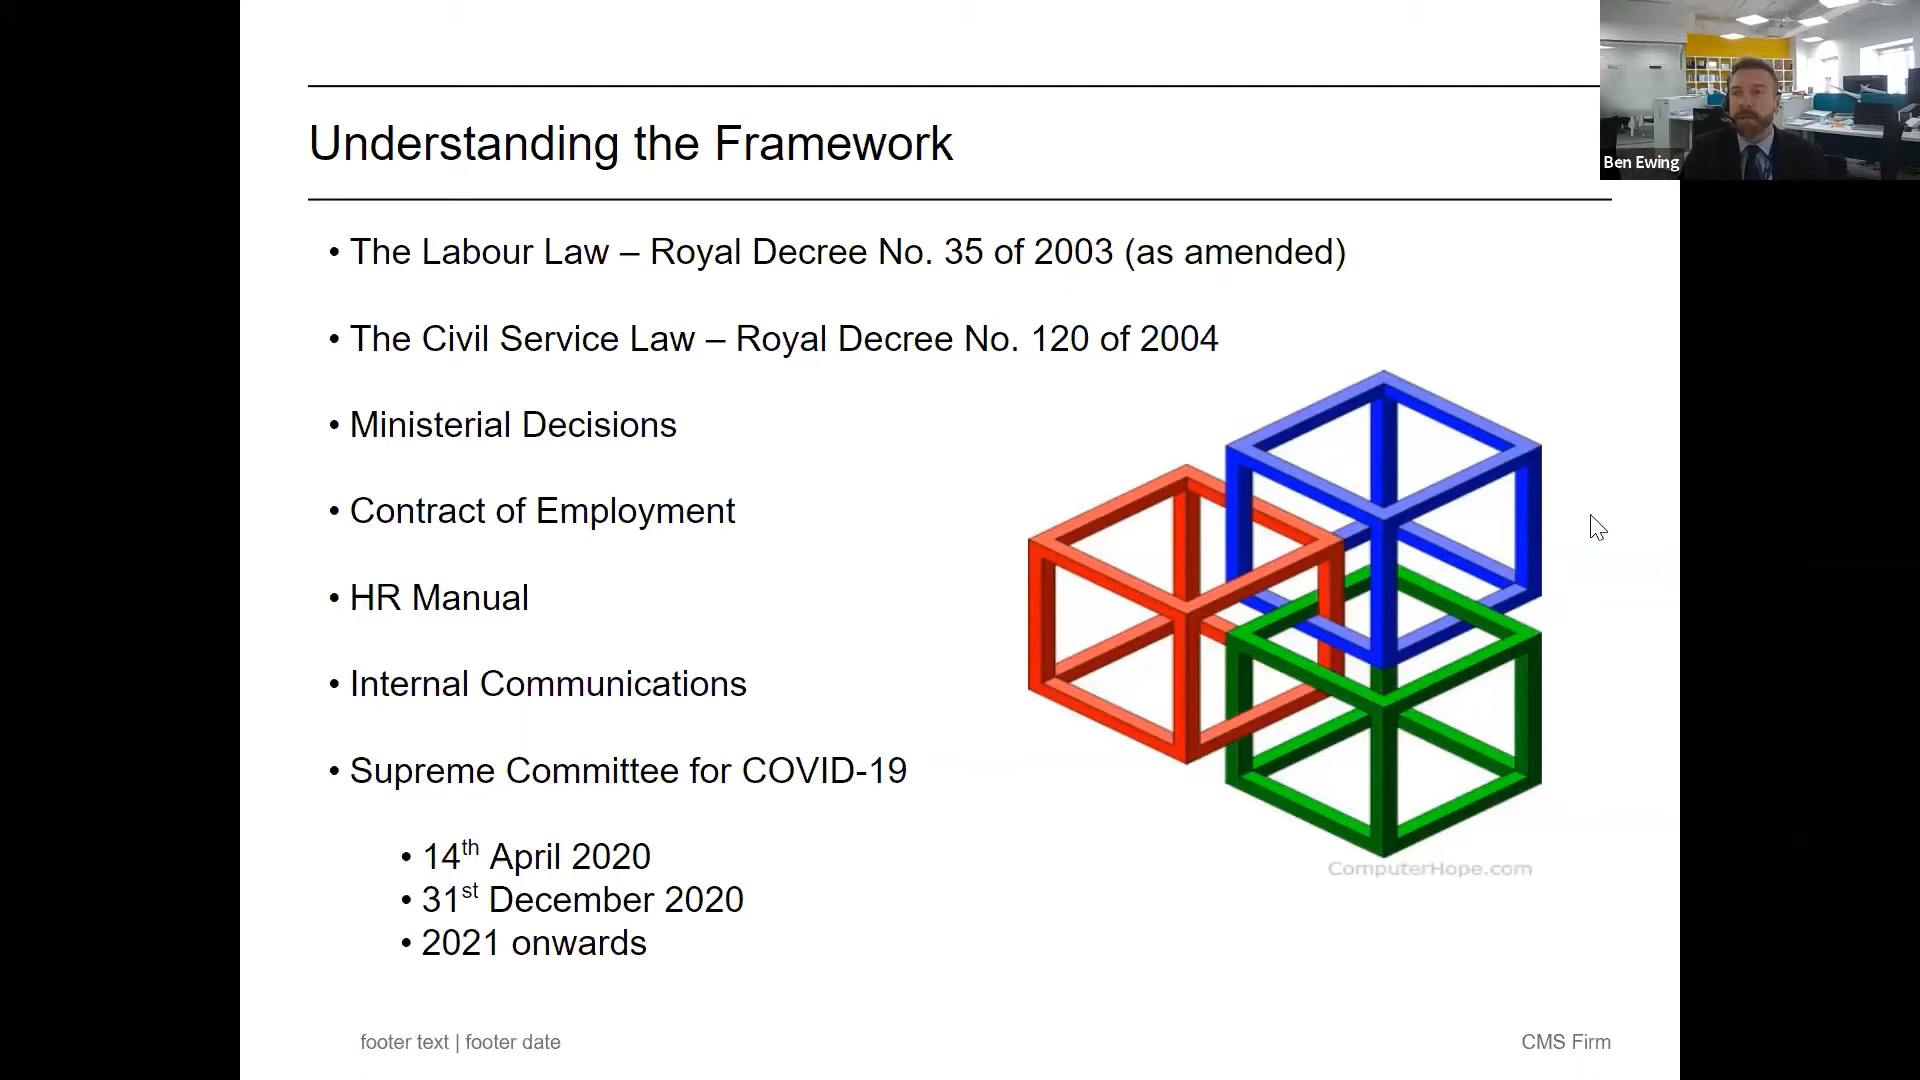 Understanding the Framework
Ben Ewing
• The Labour Law – Royal Decree No. 35 of 2003 (as amended)
• The Civil Service Law – Royal Decree No. 120 of 2004
• Ministerial Decisions
• Contract of Employment
• HR Manual
• Internal Communications
• Supreme Committee for COVID-19
• 14th April 2020
• 31st December 2020
• 2021 onwards
ComputerHope.com
footer text | footer date
CMS Firm